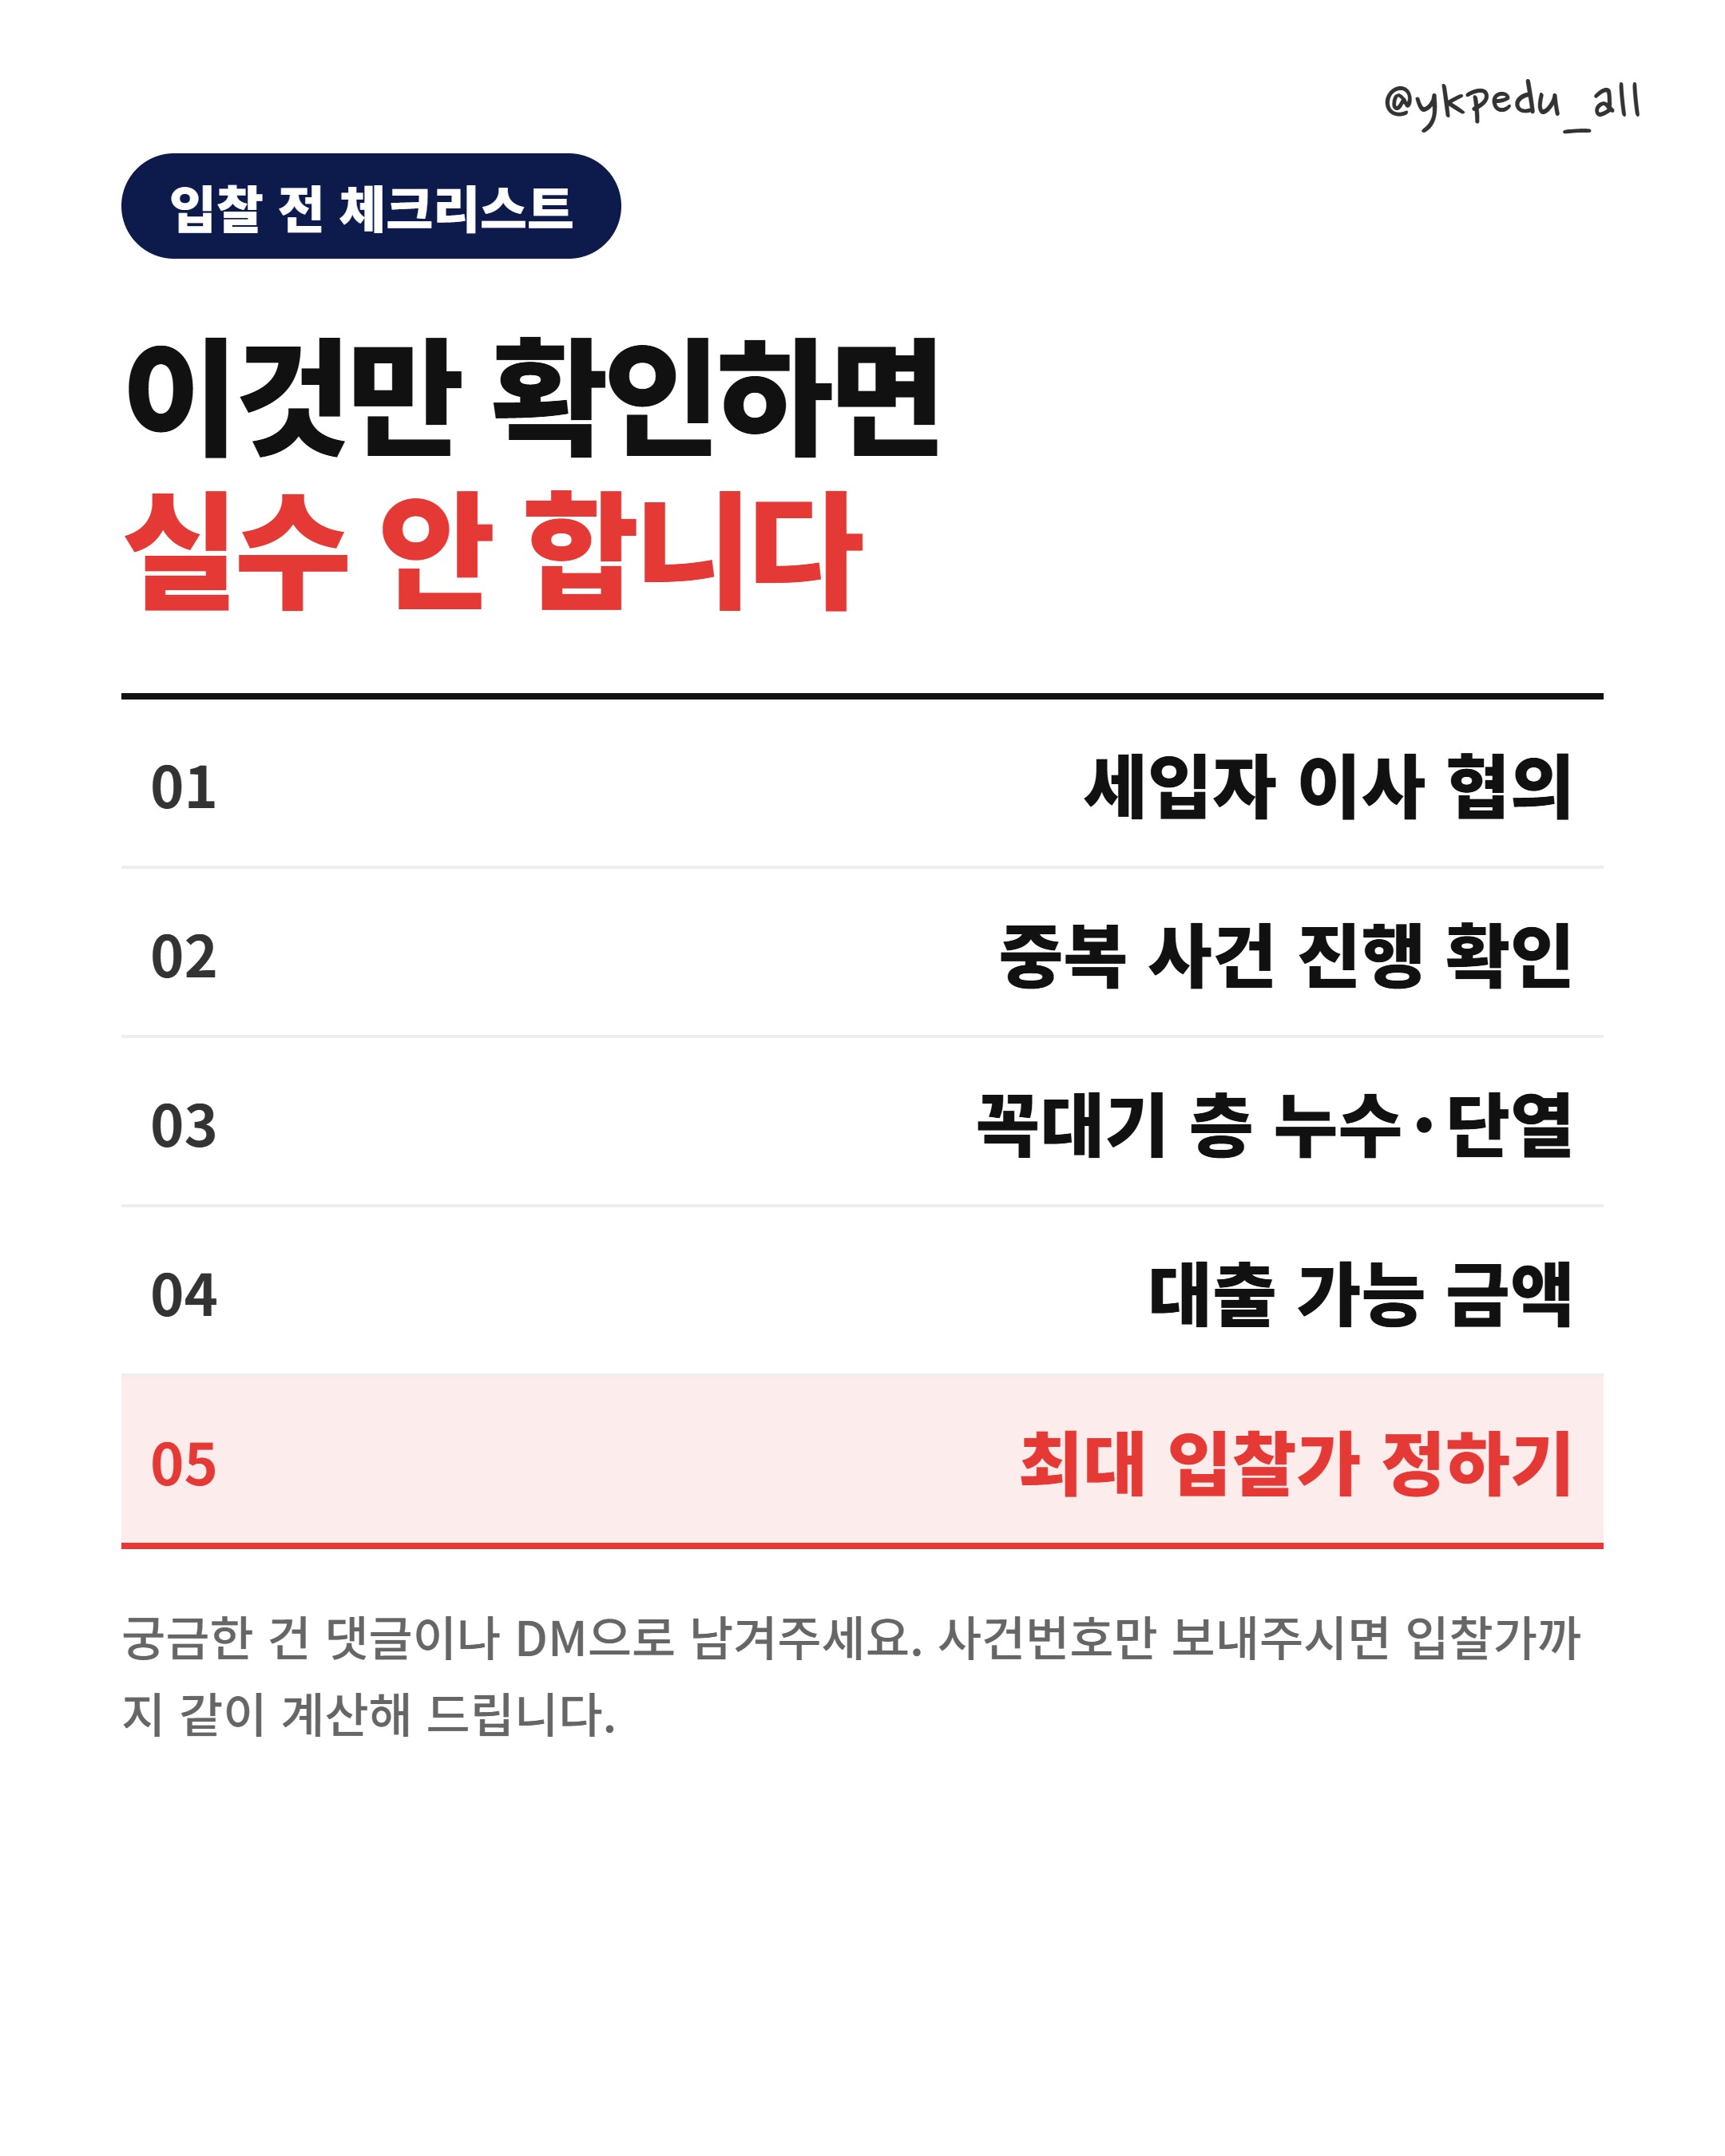 @ykpedu_all
입찰 전 체크리스트
이것만 확인하면
실수 안 합니다
01 세입자 이사 협의
02 중복 사건 진행 확인
03 꼭대기 층 누수·단열
04 대출 가능 금액
05 최대 입찰가 정하기
궁금한 건 댓글이나 DM으로 남겨주세요. 사건번호만 보내주시면 입찰가까
지 같이 계산해 드립니다.